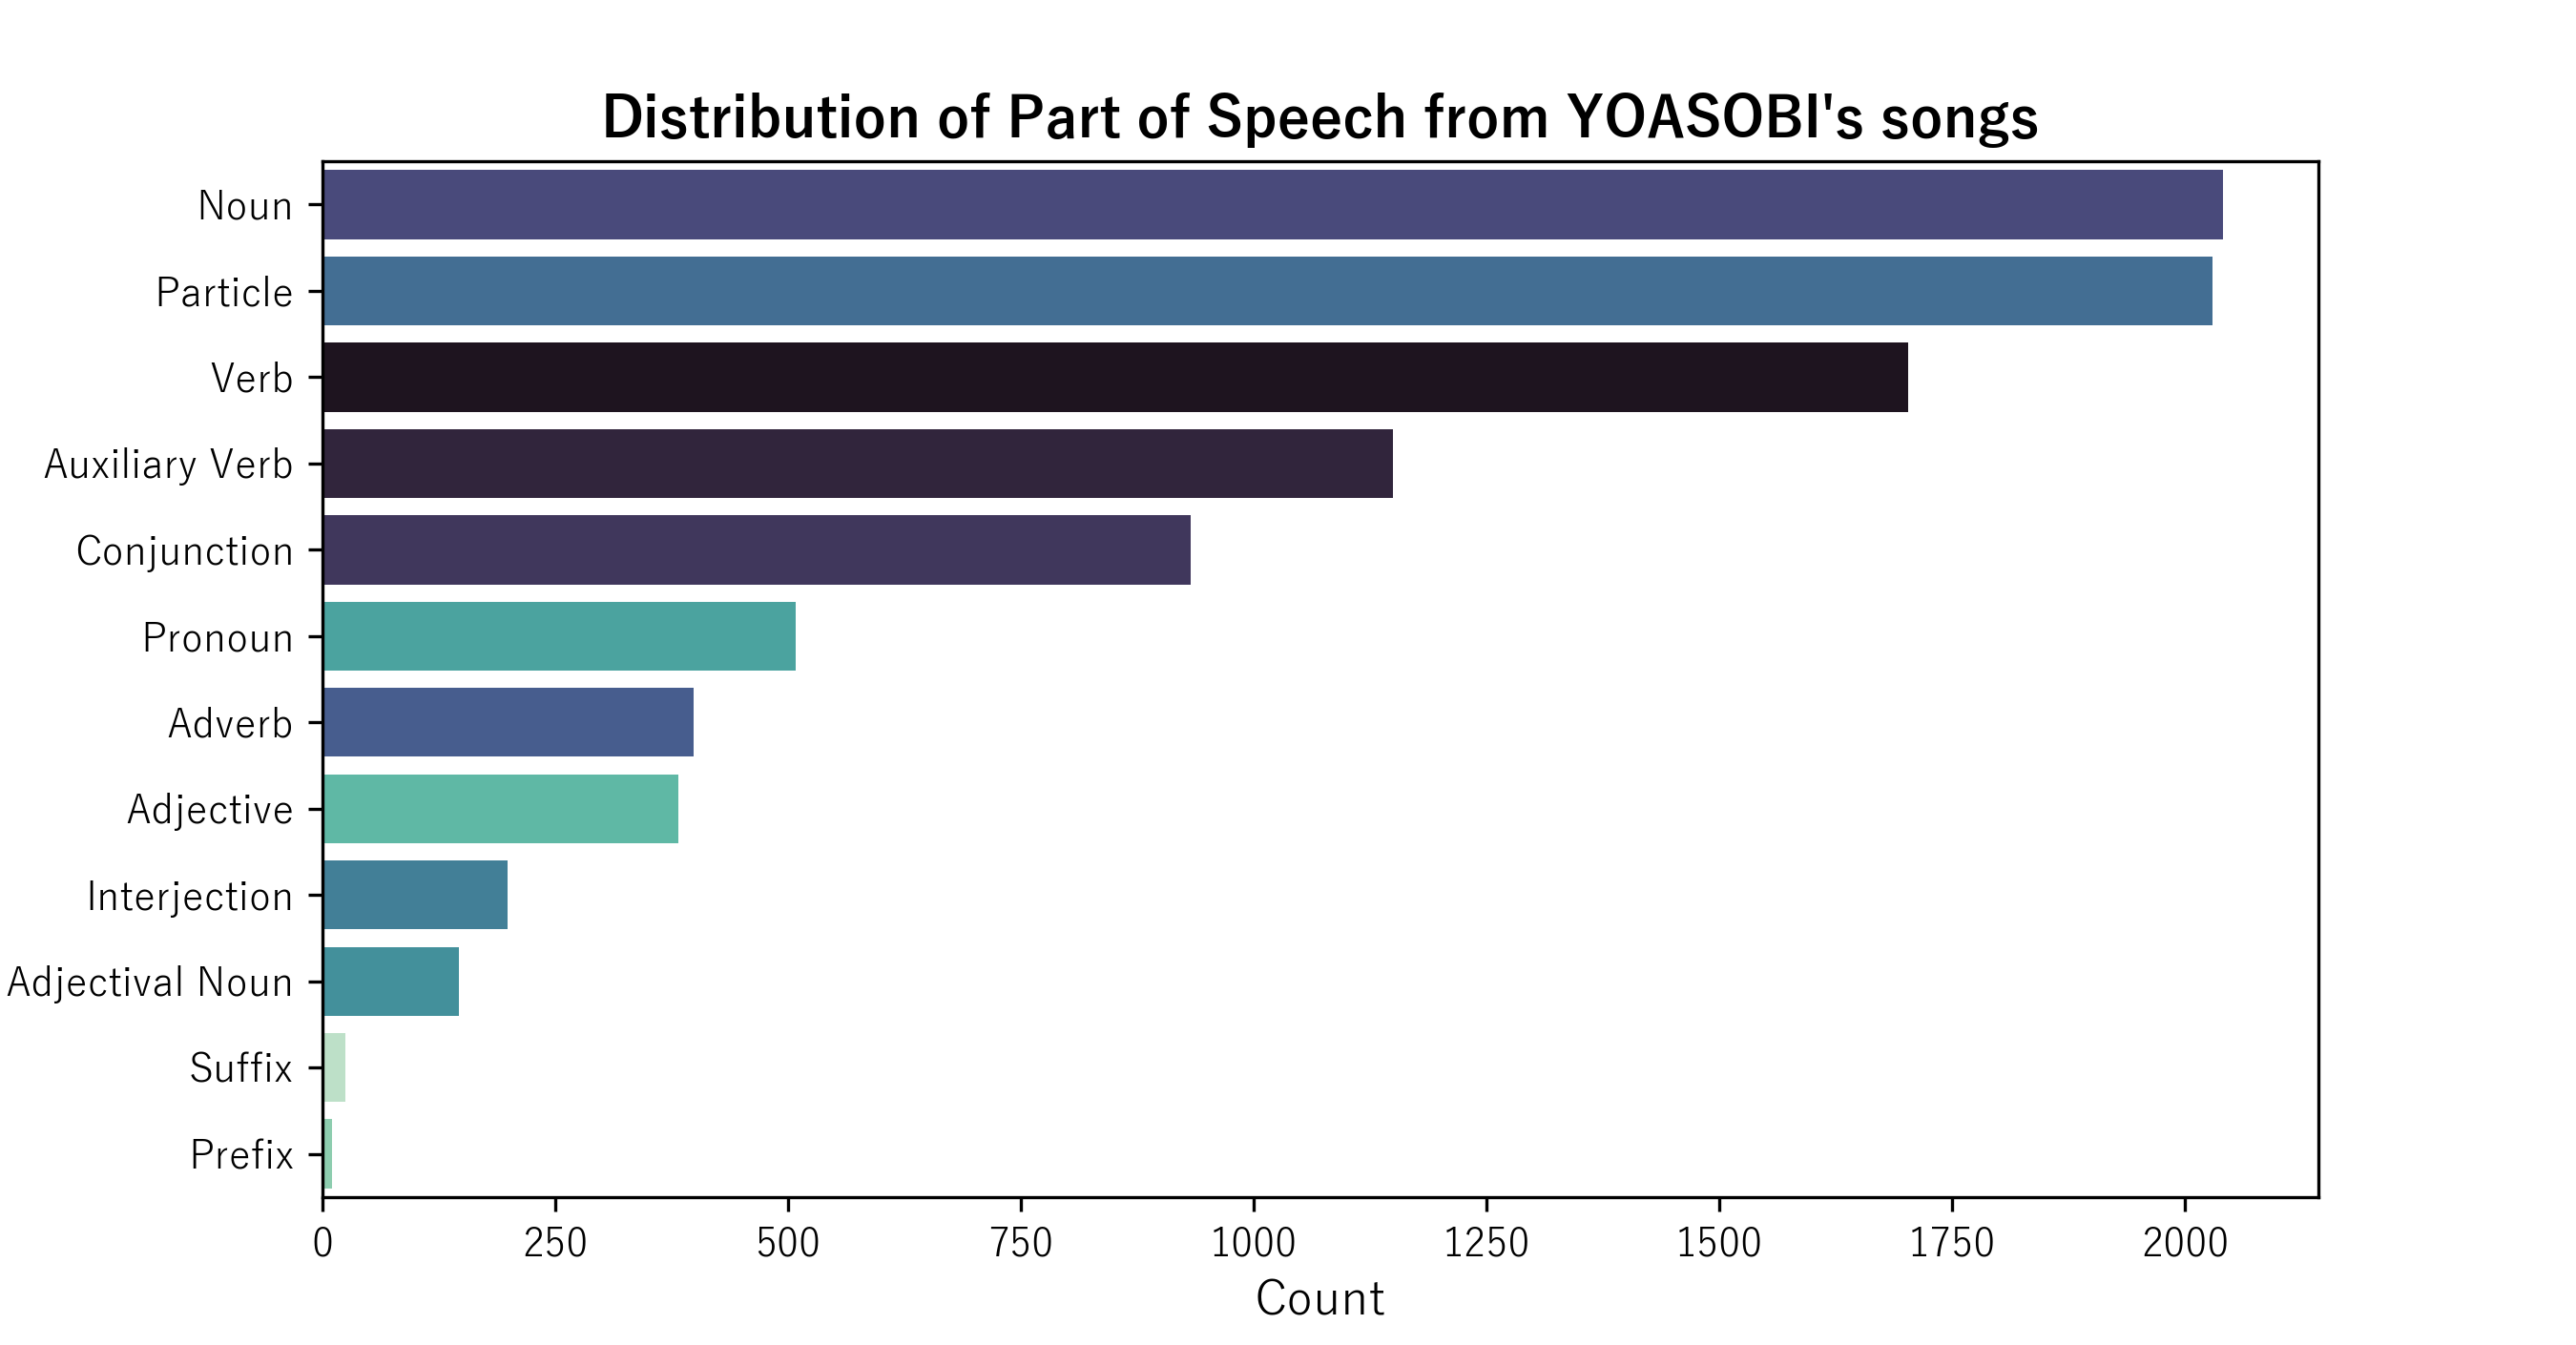 Distribution of Part of Speech from YOASOBI's songs
Noun
Particle
Verb
Auxiliary Verb
Conjunction
Pronoun
Adverb
Adjective
Interjection
Adjectival Noun
Suffix
Prefix
0 250 500 750 1000 1250 1500 1750 2000
Count